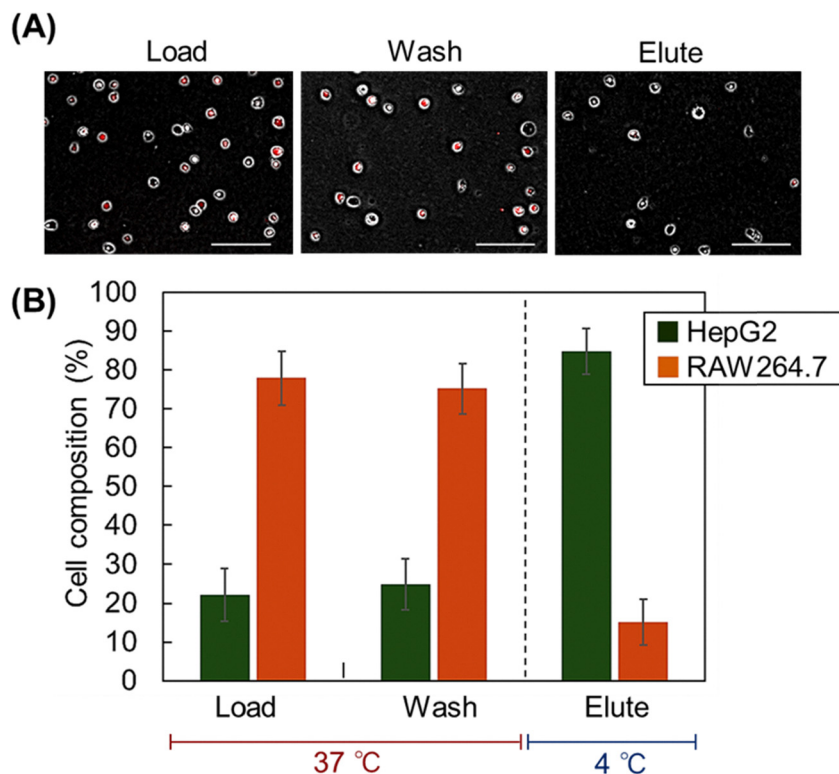 (A)
Load Wash Elute
(B)
Cell composition (%)
100
90
80
70
60
50
40
30
20
10
0
HepG2
RAW264.7
Load Wash Elute
37 ℃ 4 ℃